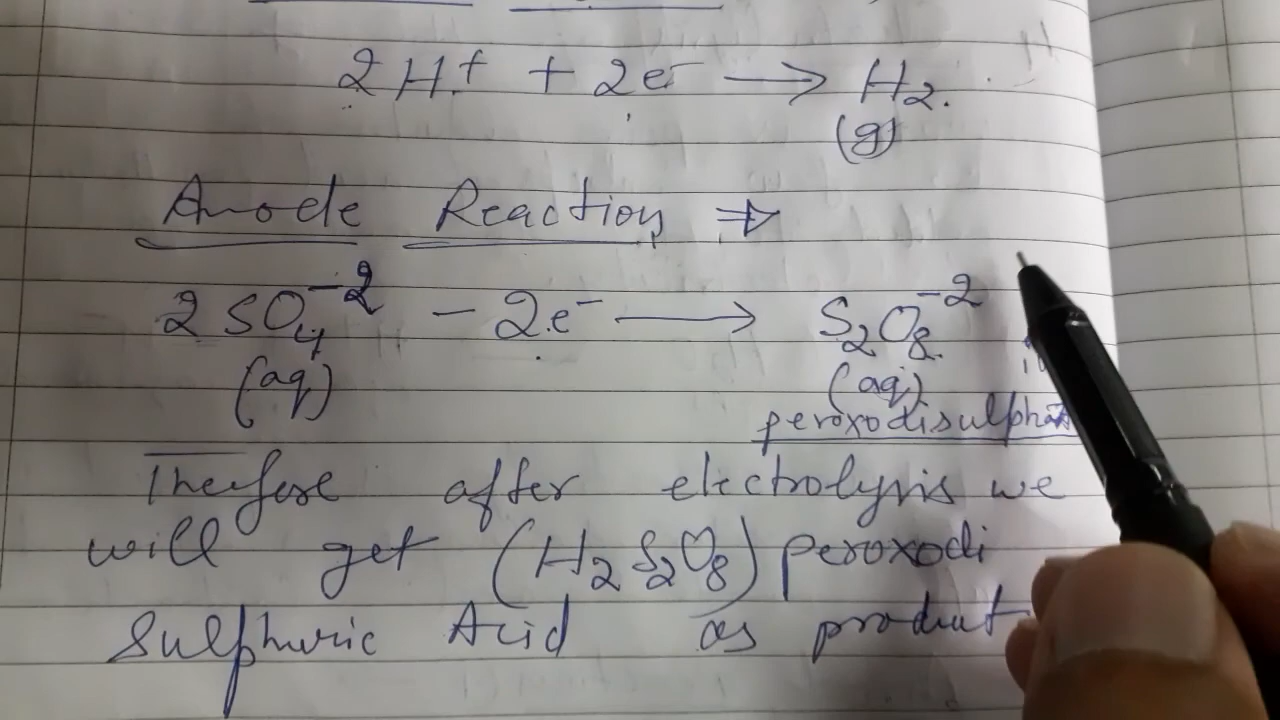 2H⁺ + 2e⁻ → H₂.
(g)
Anode Reaction ⇒
2SO₄⁻² − 2e⁻ → S₂O₈⁻²
(aq) (aq)
peroxodisulphat
Therefore after electrolysis we
will get (H₂S₂O₈) peroxodi
Sulphuric Acid as product